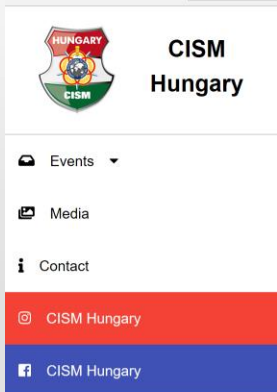 HUNGARY
CISM
CISM
Hungary
Events
Media
Contact
CISM Hungary
CISM Hungary